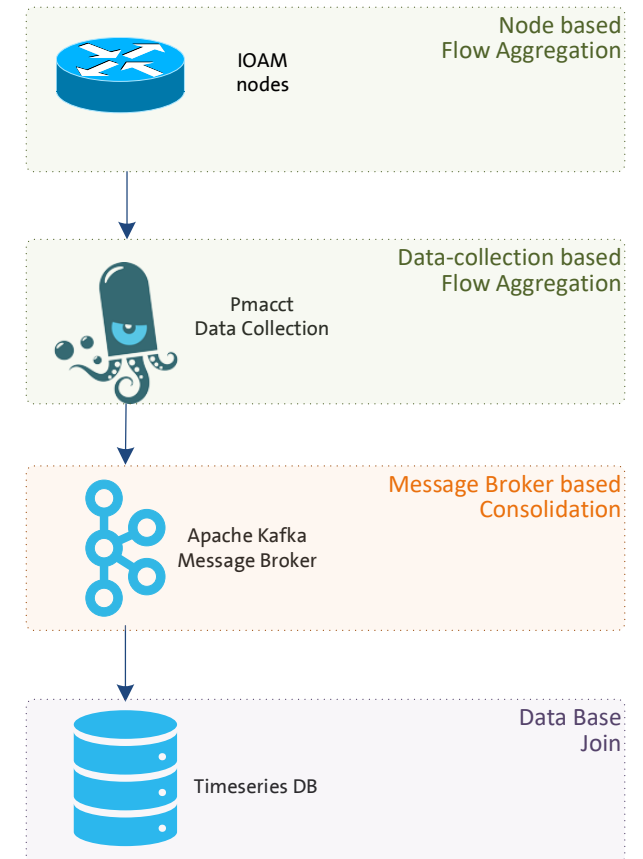 Node based
Flow Aggregation
IOAM
nodes
Data-collection based
Flow Aggregation
Pmacct
Data Collection
Message Broker based
Consolidation
Apache Kafka
Message Broker
Data Base
Join
Timeseries DB